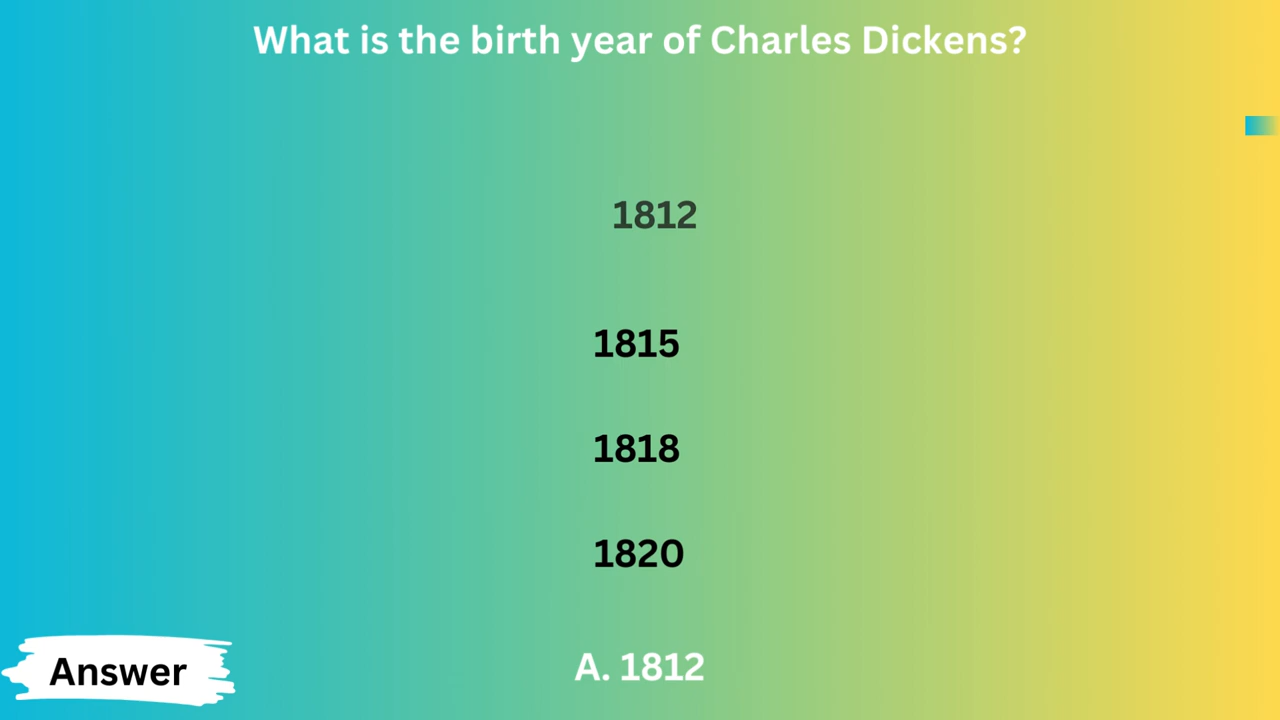 What is the birth year of Charles Dickens?
1812
1815
1818
1820
Answer
A. 1812